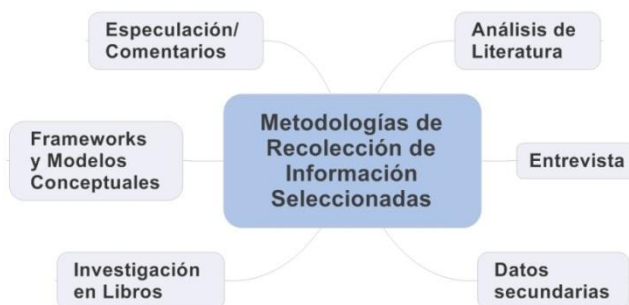 Especulación/
Comentarios
Análisis de
Literatura
Metodologías de
Recolección de
Información
Seleccionadas
Frameworks
y Modelos
Conceptuales
Entrevista
Investigación
en Libros
Datos
secundarias